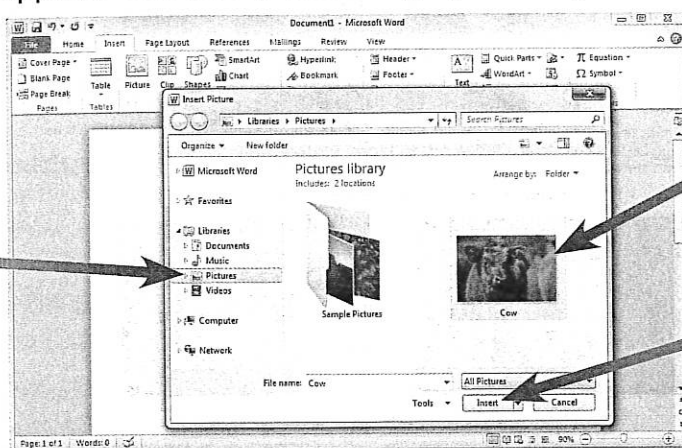 Document1 - Microsoft Word
File Home Insert Page Layout References Mailings Review View
Cover Page
Blank Page
Page Break
Pages
Table
Tables
Picture
Clip
Shapes
SmartArt
Chart
Hyperlink
Bookmark
Header
Footer
Text
Quick Parts
WordArt
Equation
Symbol
Insert Picture
Libraries Pictures
Search Pictures
Organize New folder
Microsoft Word
Favorites
Libraries
Documents
Music
Pictures
Videos
Computer
Network
Pictures library
Includes: 2 locations
Arrange by: Folder
Sample Pictures
Cow
File name: Cow
All Pictures
Tools Insert Cancel
Page: 1 of 1 Words: 0
90%